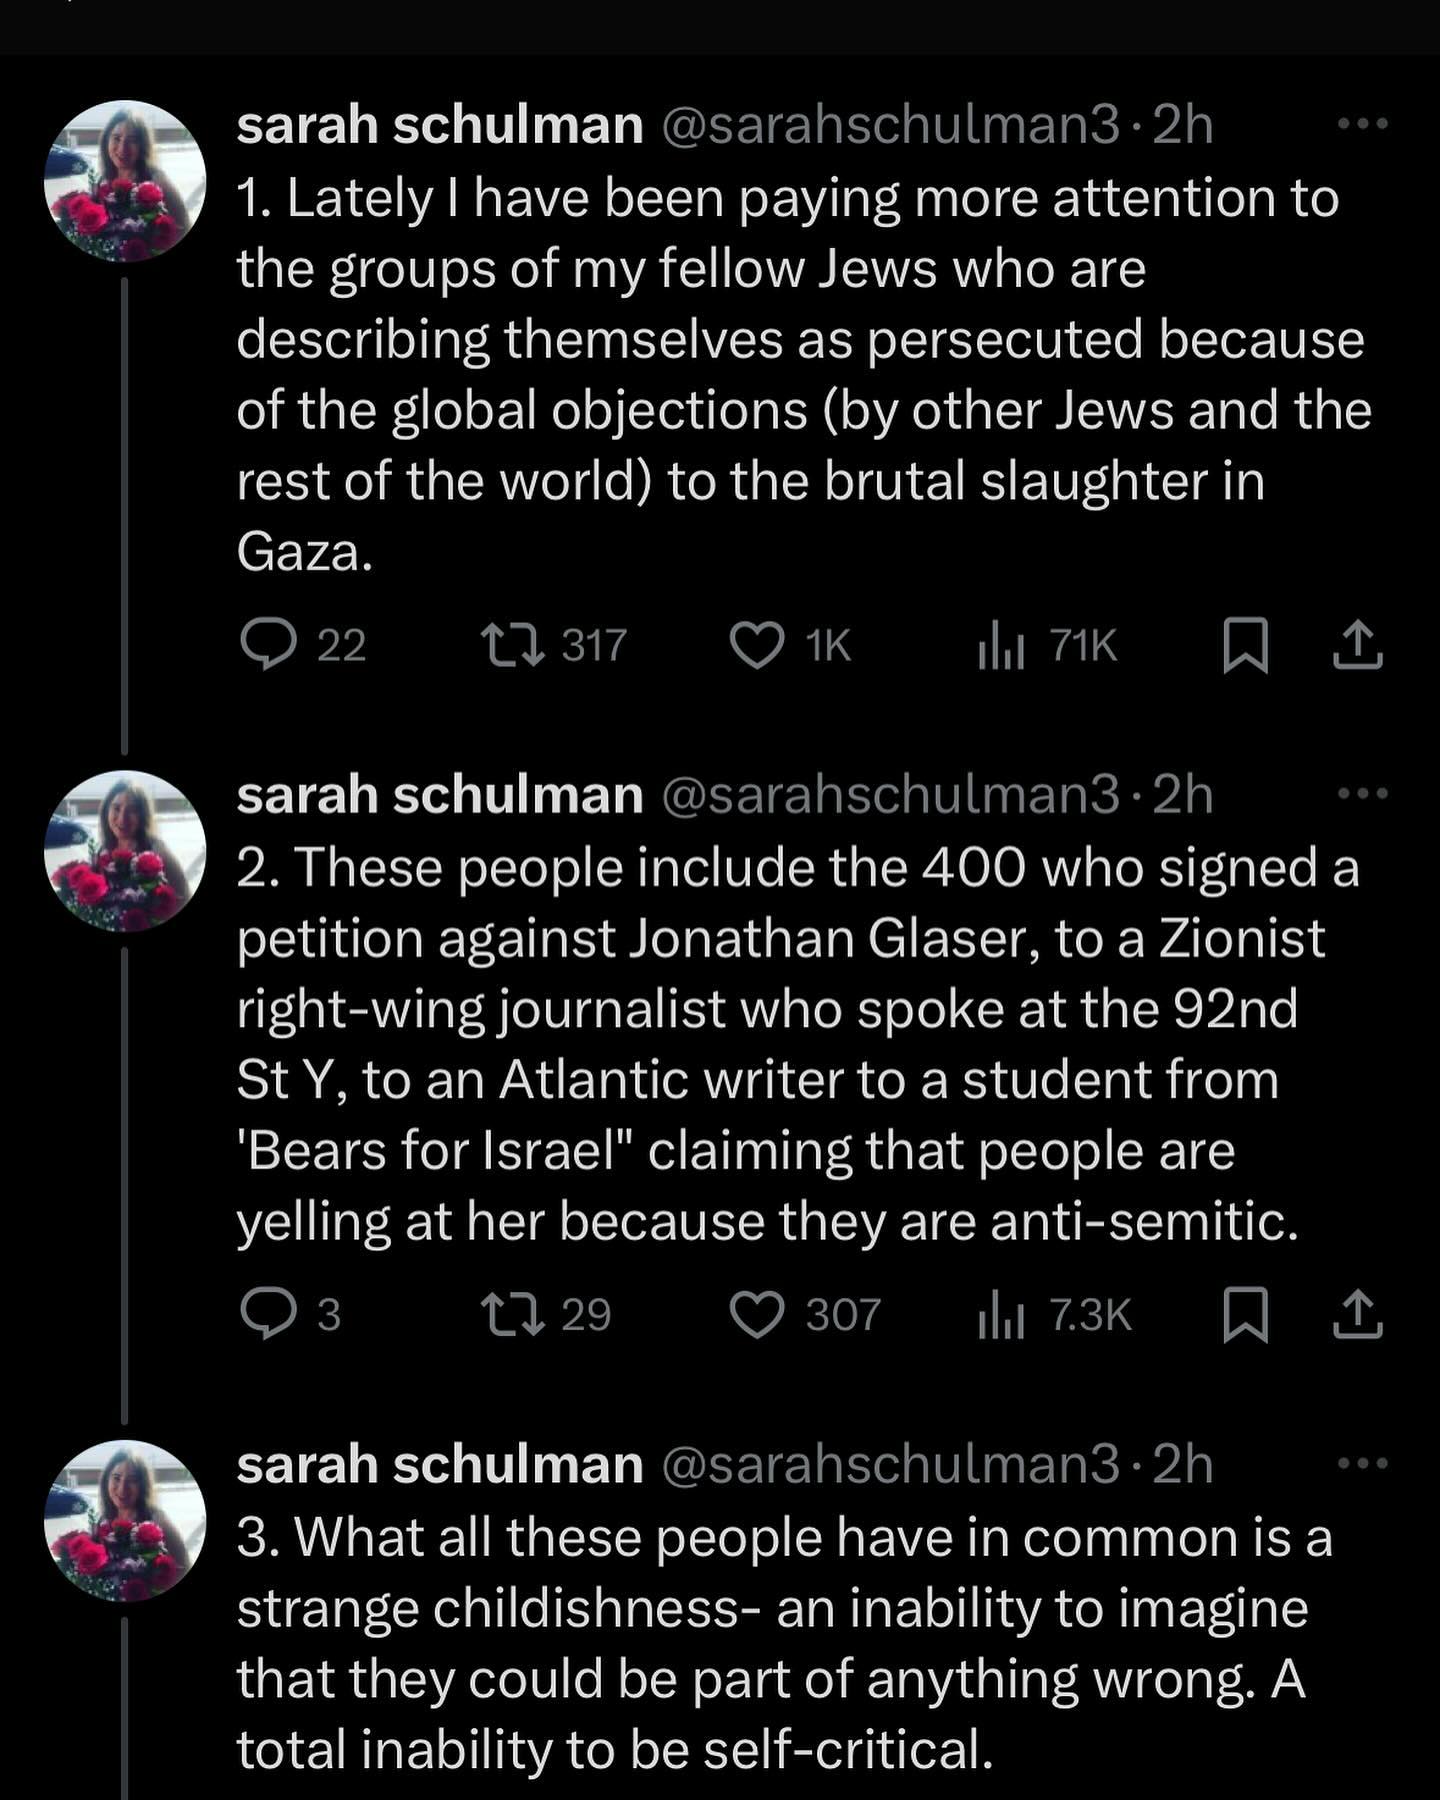 sarah schulman @sarahschulman3 · 2h
1. Lately I have been paying more attention to
the groups of my fellow Jews who are
describing themselves as persecuted because
of the global objections (by other Jews and the
rest of the world) to the brutal slaughter in
Gaza.
22 317 1K 71K
sarah schulman @sarahschulman3 · 2h
2. These people include the 400 who signed a
petition against Jonathan Glaser, to a Zionist
right-wing journalist who spoke at the 92nd
St Y, to an Atlantic writer to a student from
'Bears for Israel" claiming that people are
yelling at her because they are anti-semitic.
3 29 307 7.3K
sarah schulman @sarahschulman3 · 2h
3. What all these people have in common is a
strange childishness- an inability to imagine
that they could be part of anything wrong. A
total inability to be self-critical.